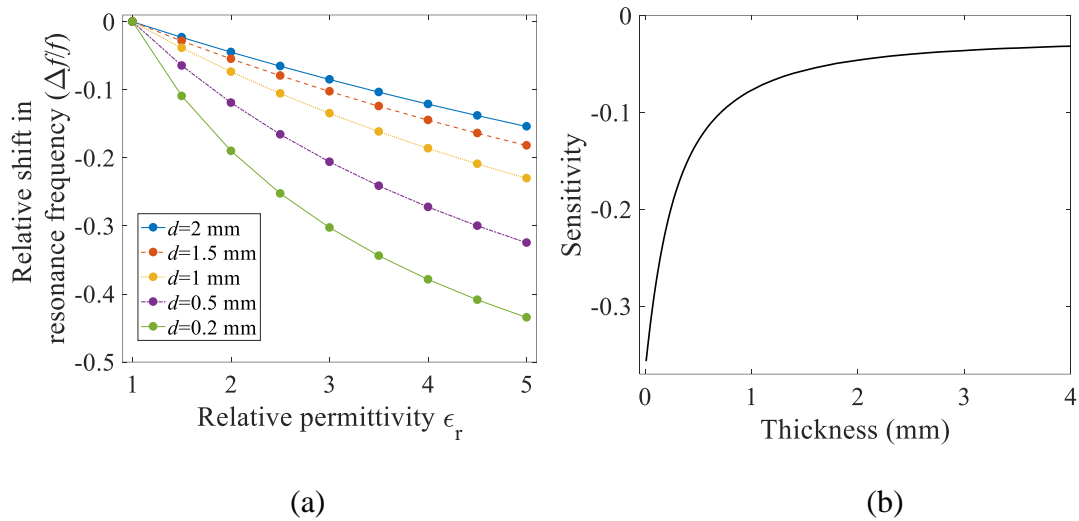 0
-0.1
-0.2
-0.3
-0.4
-0.5
Relative shift in
resonance frequency (Δf/f)
d=2 mm
d=1.5 mm
d=1 mm
d=0.5 mm
d=0.2 mm
1 2 3 4 5
Relative permittivity ϵr
(a)
0
-0.1
-0.2
-0.3
Sensitivity
0 1 2 3 4
Thickness (mm)
(b)